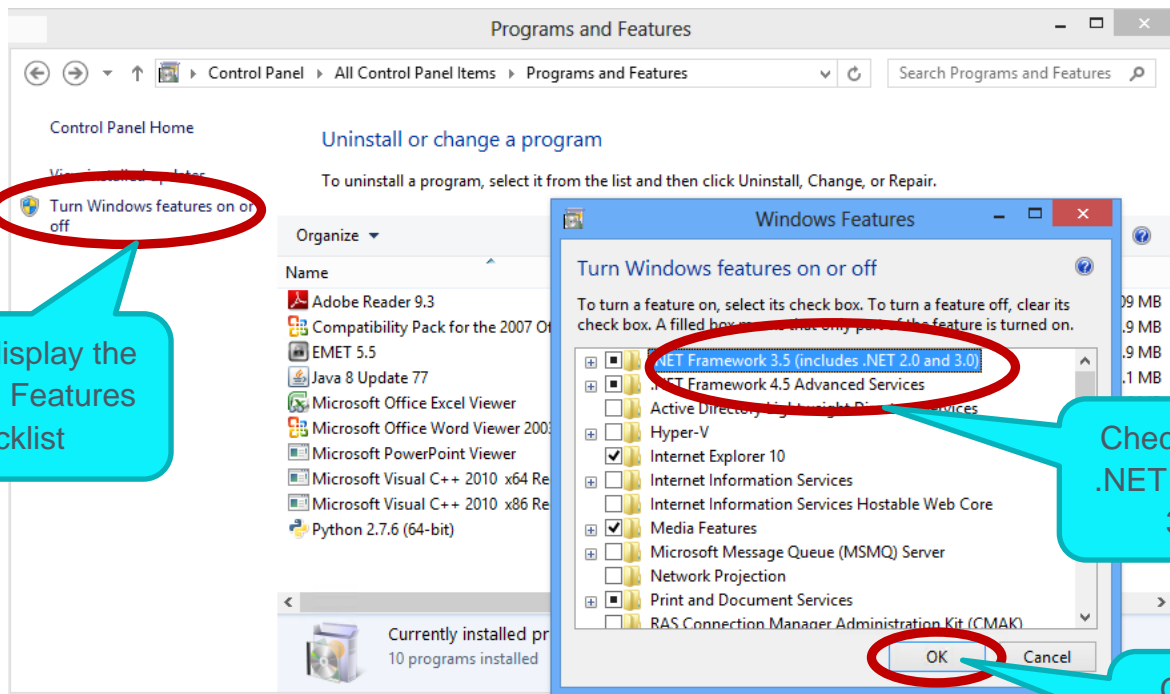 Programs and Features
Control Panel
All Control Panel Items
Programs and Features
Search Programs and Features
Control Panel Home
View installed updates
Turn Windows features on or
off
Uninstall or change a program
To uninstall a program, select it from the list and then click Uninstall, Change, or Repair.
Organize
Name
Adobe Reader 9.3
Compatibility Pack for the 2007 Of
EMET 5.5
Java 8 Update 77
Microsoft Office Excel Viewer
Microsoft Office Word Viewer 2003
Microsoft PowerPoint Viewer
Microsoft Visual C++ 2010 x64 Re
Microsoft Visual C++ 2010 x86 Re
Python 2.7.6 (64-bit)
09 MB
.9 MB
.9 MB
.1 MB
Currently installed pr
10 programs installed
Windows Features
Turn Windows features on or off
To turn a feature on, select its check box. To turn a feature off, clear its
check box. A filled box means that only part of the feature is turned on.
.NET Framework 3.5 (includes .NET 2.0 and 3.0)
.NET Framework 4.5 Advanced Services
Active Directory Lightweight Directory Services
Hyper-V
Internet Explorer 10
Internet Information Services
Internet Information Services Hostable Web Core
Media Features
Microsoft Message Queue (MSMQ) Server
Network Projection
Print and Document Services
RAS Connection Manager Administration Kit (CMAK)
OK
Cancel
display the
Features
cklist
Chec
.NET